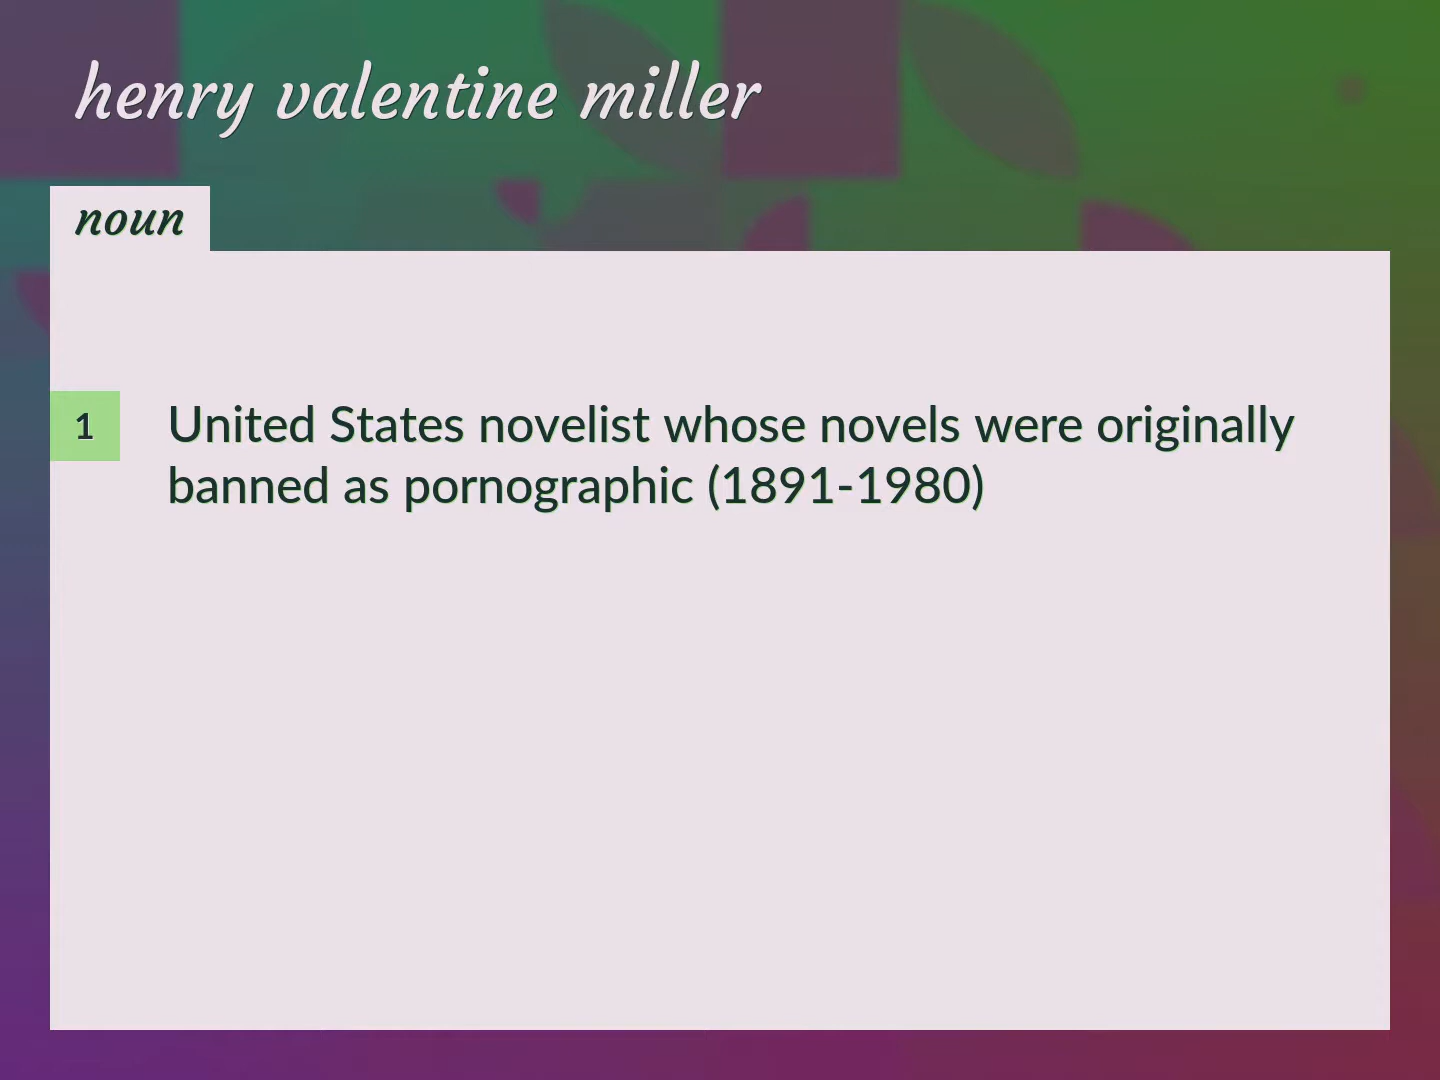 henry valentine miller
noun
1
United States novelist whose novels were originally
banned as pornographic (1891-1980)